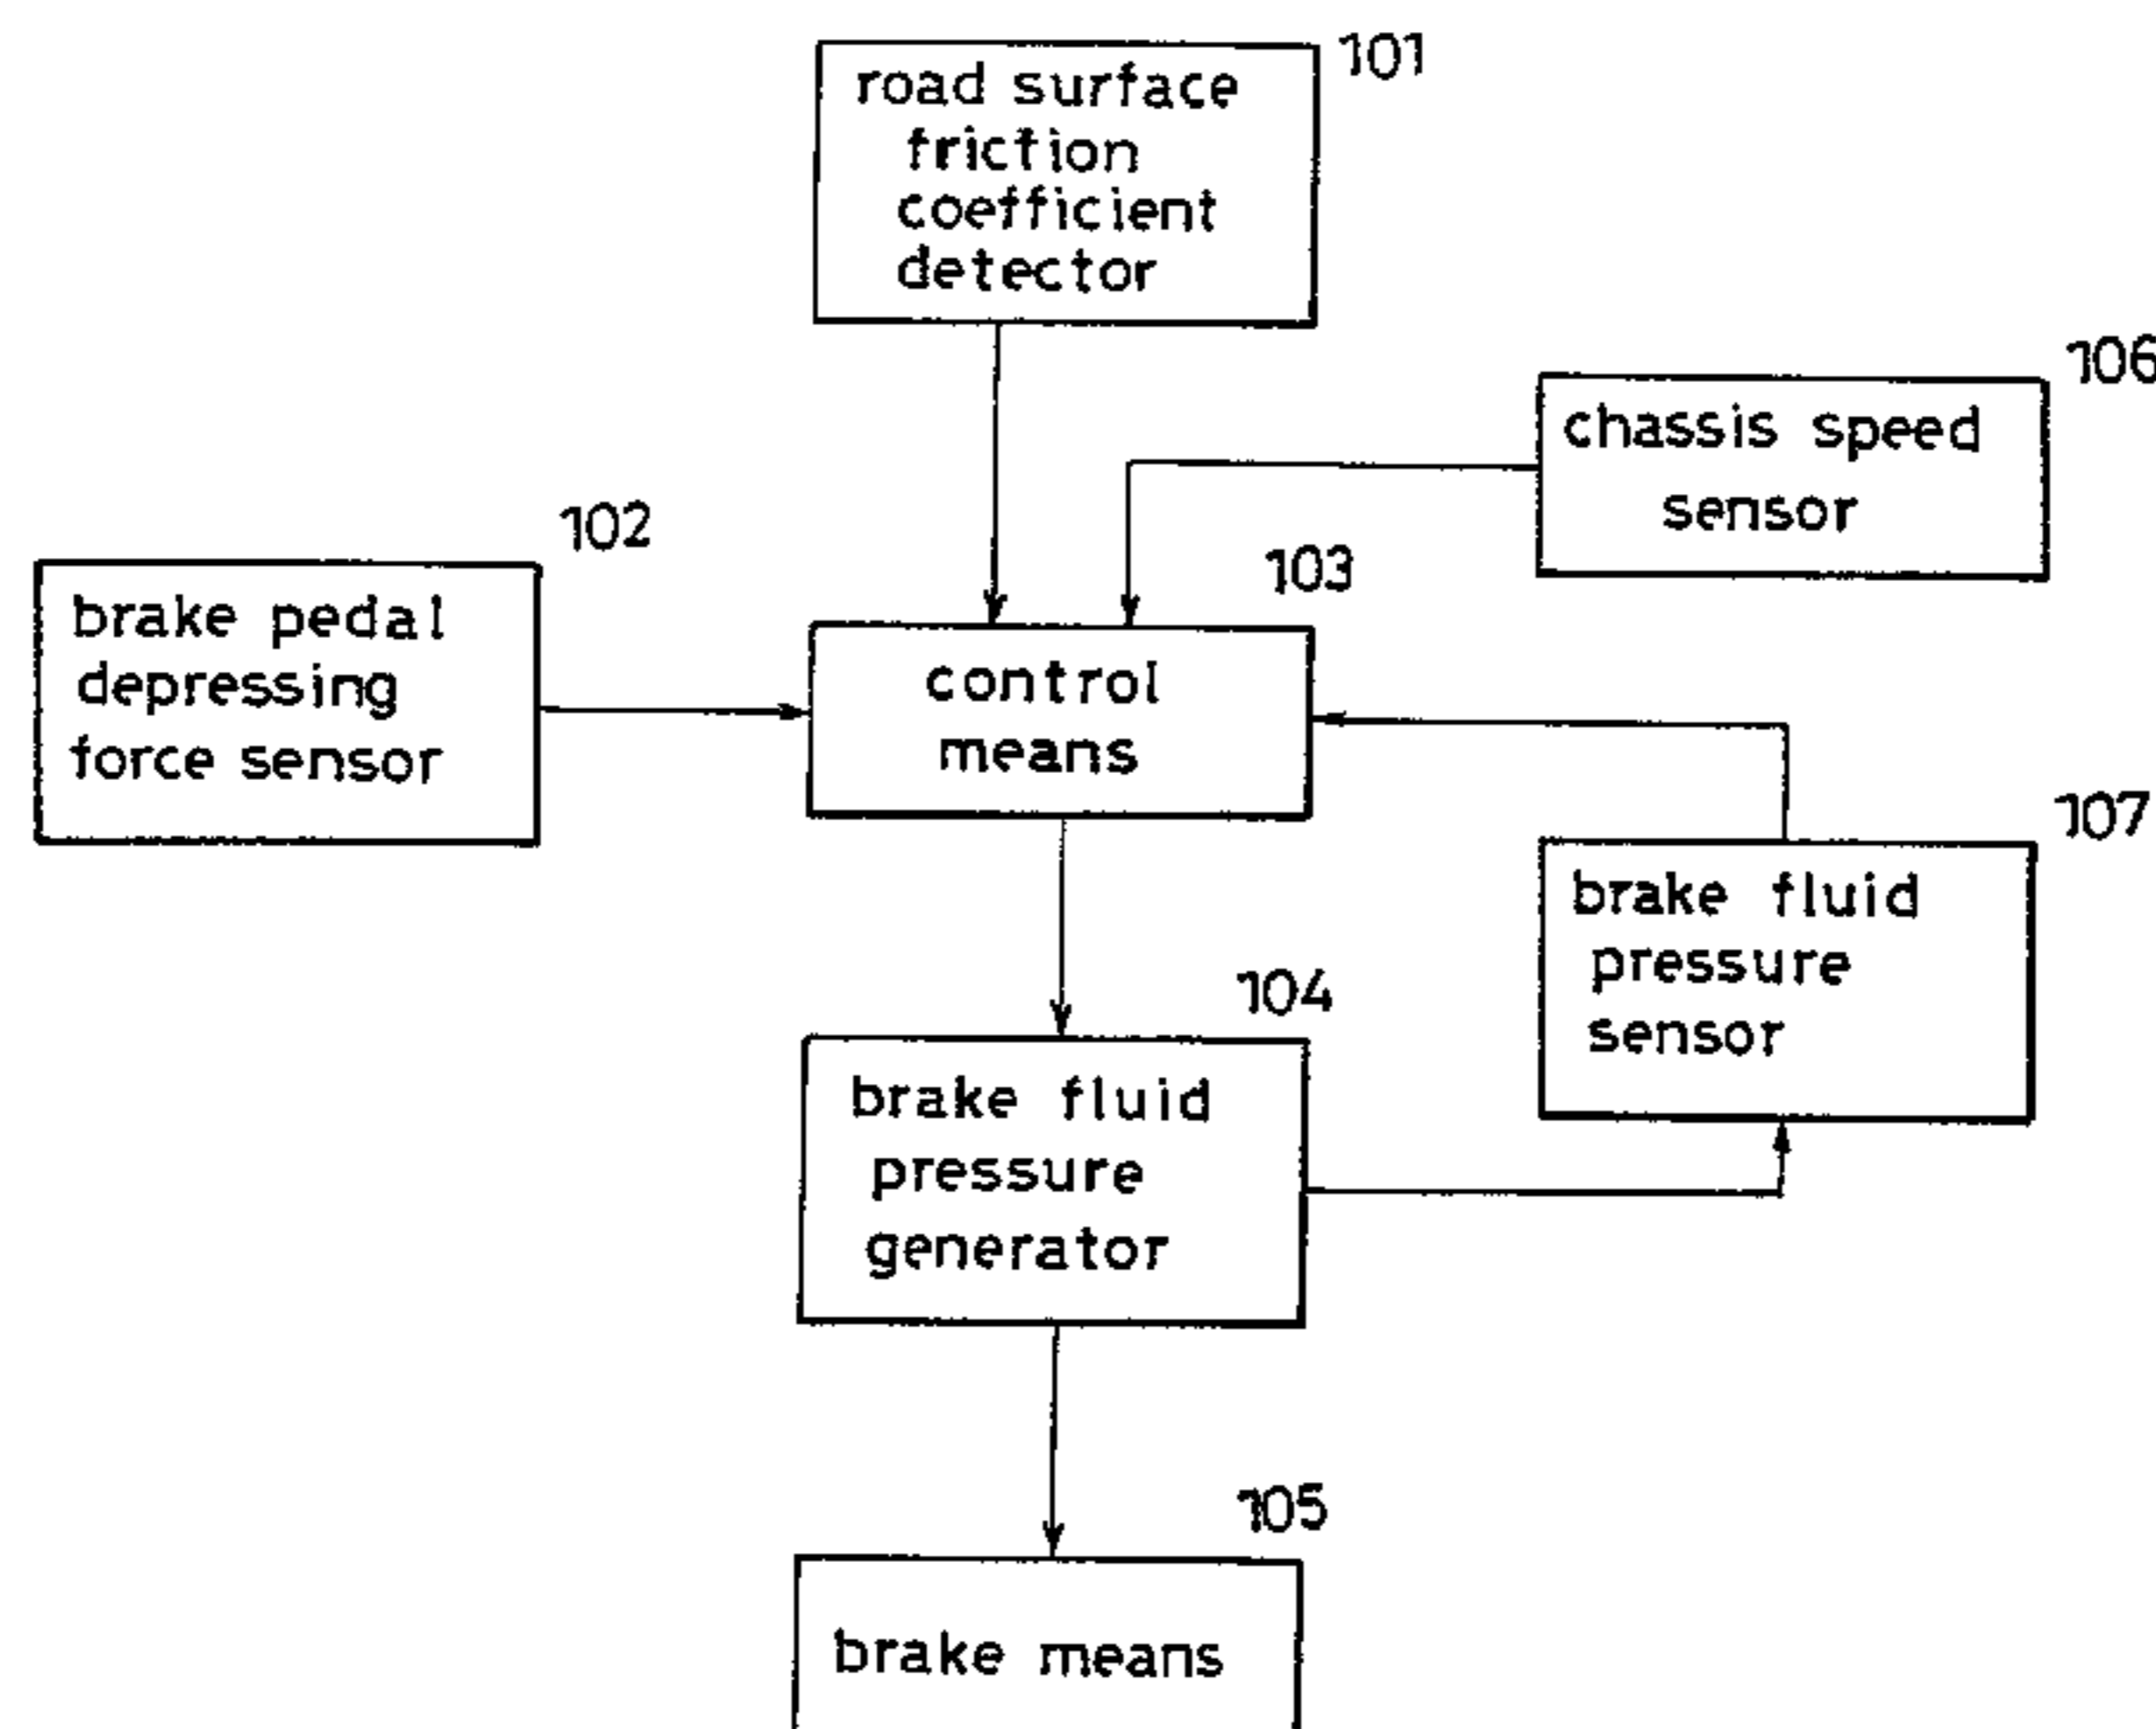 101
road surface
friction
coefficient
detector
106
chassis speed
sensor
102
brake pedal
depressing
force sensor
103
control
means
107
brake fluid
pressure
sensor
104
brake fluid
pressure
generator
105
brake means